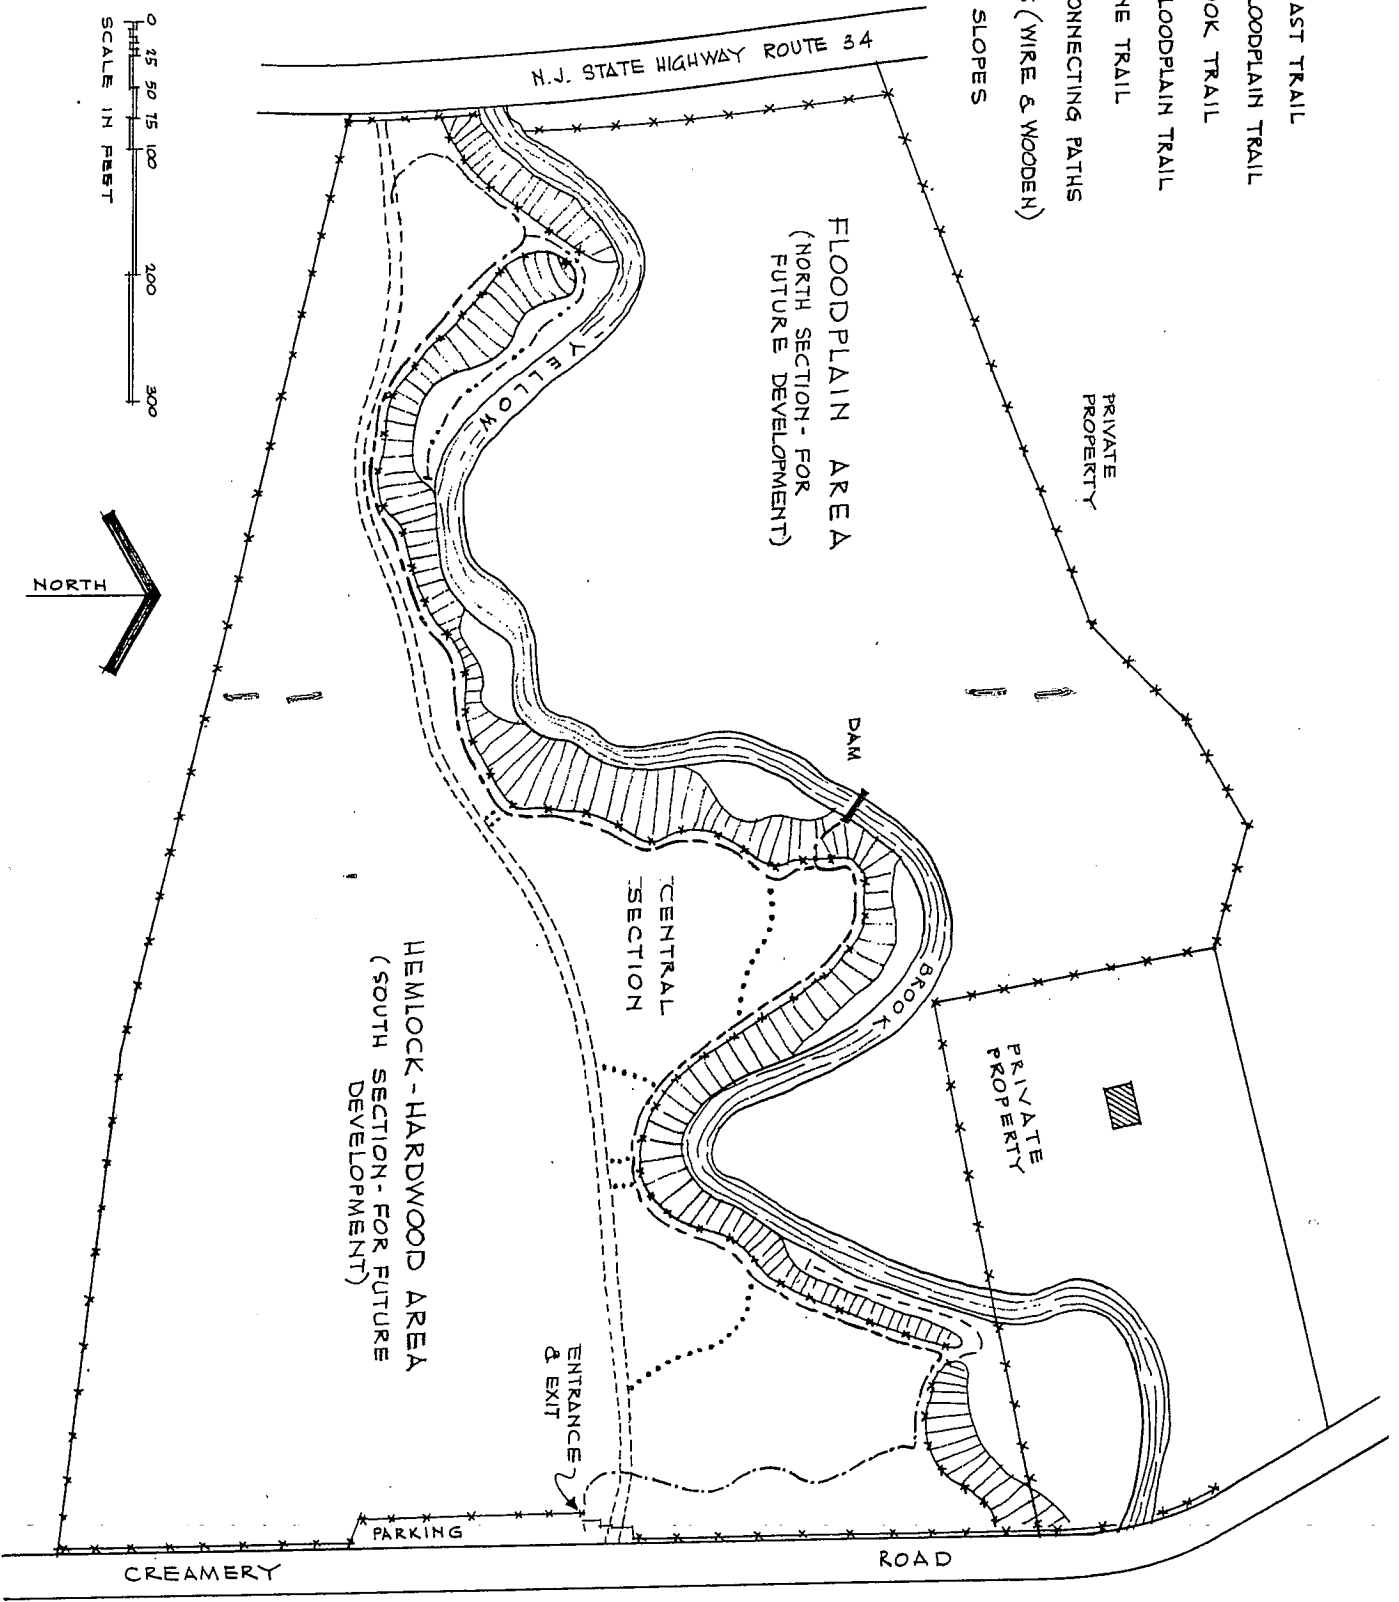 AST TRAIL
LOODPLAIN TRAIL
OOK TRAIL
LOODPLAIN TRAIL
NE TRAIL
ONNECTING PATHS
S (WIRE & WOODEN)
SLOPES
N.J. STATE HIGHWAY ROUTE 34
0 25 50 75 100 200 300
SCALE IN FEET
FLOODPLAIN AREA
(NORTH SECTION- FOR
FUTURE DEVELOPMENT)
PRIVATE
PROPERTY
YELLOW
NORTH
DAM
CENTRAL
SECTION
BROOK
PRIVATE
PROPERTY
HEMLOCK-HARDWOOD AREA
(SOUTH SECTION- FOR FUTURE
DEVELOPMENT)
ENTRANCE
& EXIT
PARKING
CREAMERY ROAD